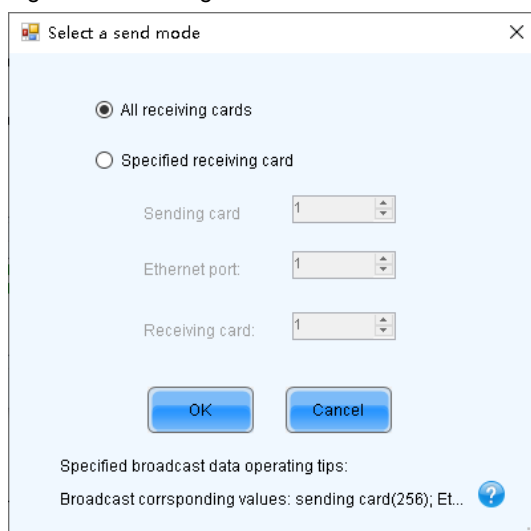 Select a send mode
All receiving cards
Specified receiving card
Sending card 1
Ethernet port: 1
Receiving card: 1
OK Cancel
Specified broadcast data operating tips:
Broadcast corrsponding values: sending card(256); Et... ?